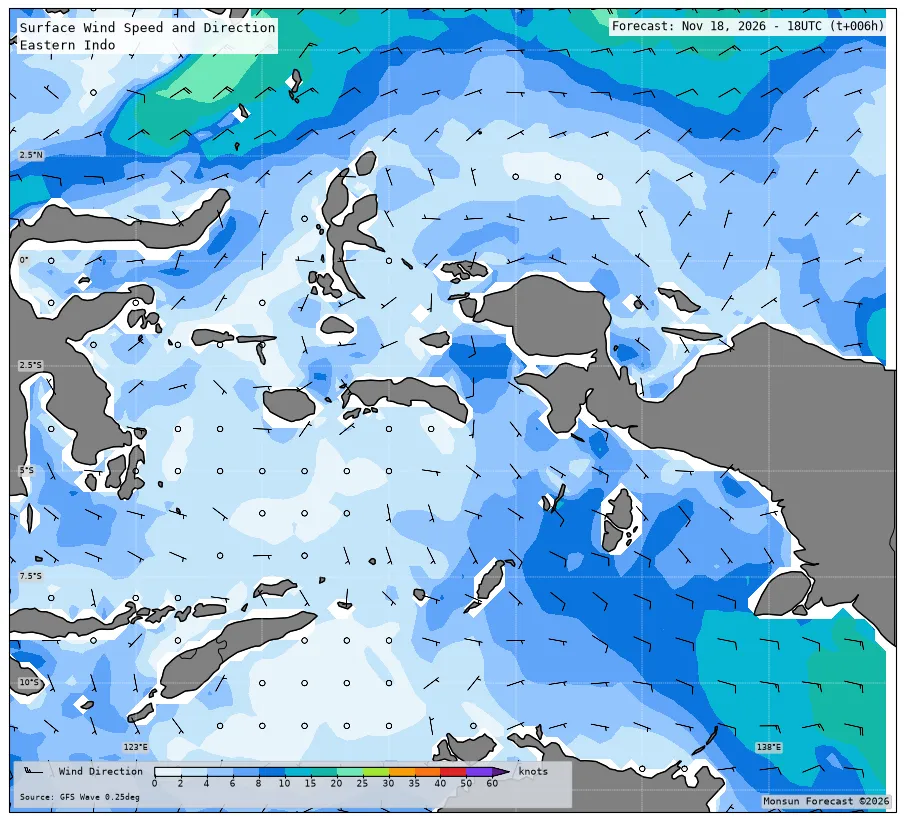 Surface Wind Speed and Direction
Eastern Indo
Forecast: Nov 18, 2026 - 18UTC (t+006h)
2.5°N
0°
2.5°S
5°S
7.5°S
10°S
123°E
138°E
Wind Direction
0 2 4 6 8 10 15 20 25 30 35 40 50 60
knots
Source: GFS Wave 0.25deg
Monsun Forecast ©2026